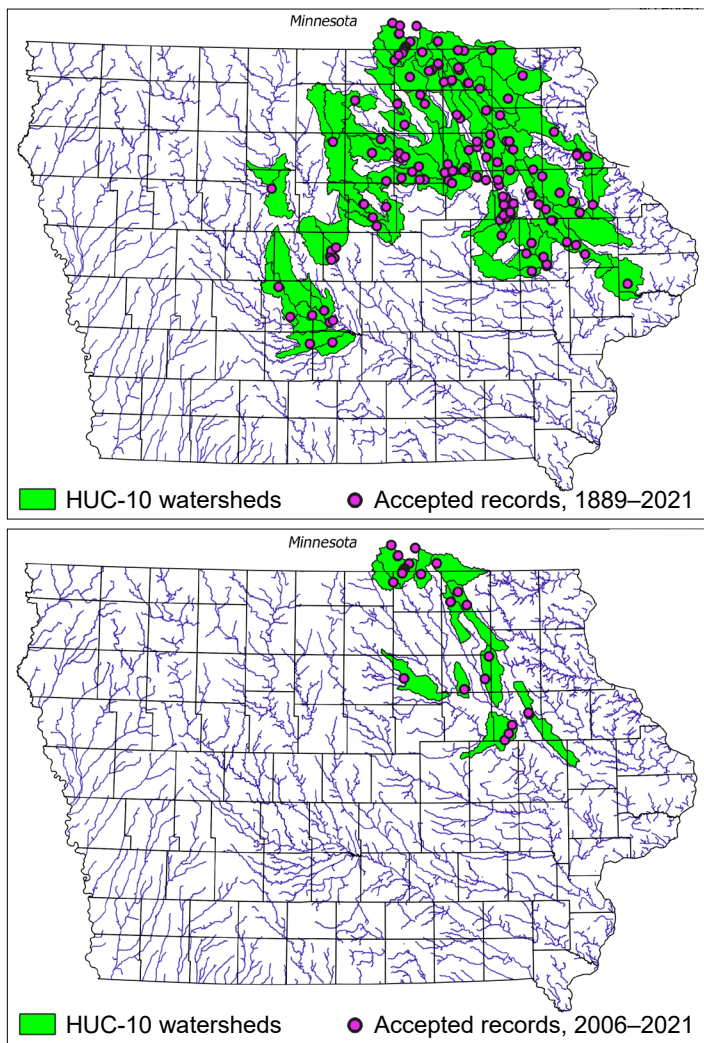 Minnesota
HUC-10 watersheds
Accepted records, 1889–2021
Minnesota
HUC-10 watersheds
Accepted records, 2006–2021